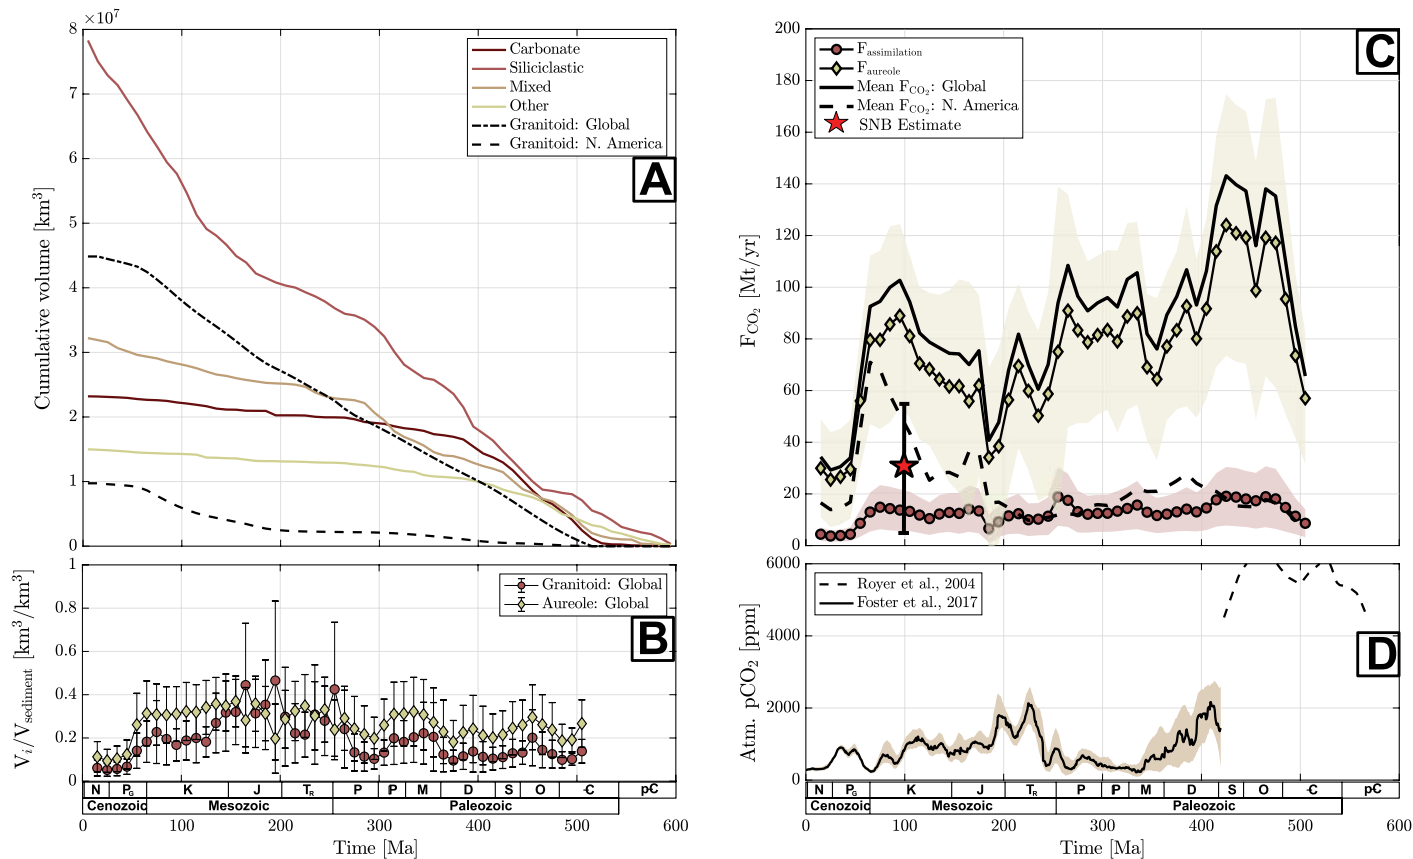 ×10⁷
8
7
6
5
4
3
2
1
0
Cumulative volume [km³]
Carbonate
Siliciclastic
Mixed
Other
Granitoid: Global
Granitoid: N. America
A
1
0.8
0.6
0.4
0.2
0
Vᵢ/V_sediment [km³/km³]
Granitoid: Global
Aureole: Global
B
N P_G K J T_R P IP M D S O -C pC
Cenozoic Mesozoic Paleozoic
0 100 200 300 400 500 600
Time [Ma]
200
180
160
140
120
100
80
60
40
20
0
F_CO₂ [Mt/yr]
F_assimilation
F_aureole
Mean F_CO₂: Global
Mean F_CO₂: N. America
SNB Estimate
C
6000
4000
2000
0
Atm. pCO₂ [ppm]
Royer et al., 2004
Foster et al., 2017
D
N P_G K J T_R P IP M D S O -C pC
Cenozoic Mesozoic Paleozoic
0 100 200 300 400 500 600
Time [Ma]